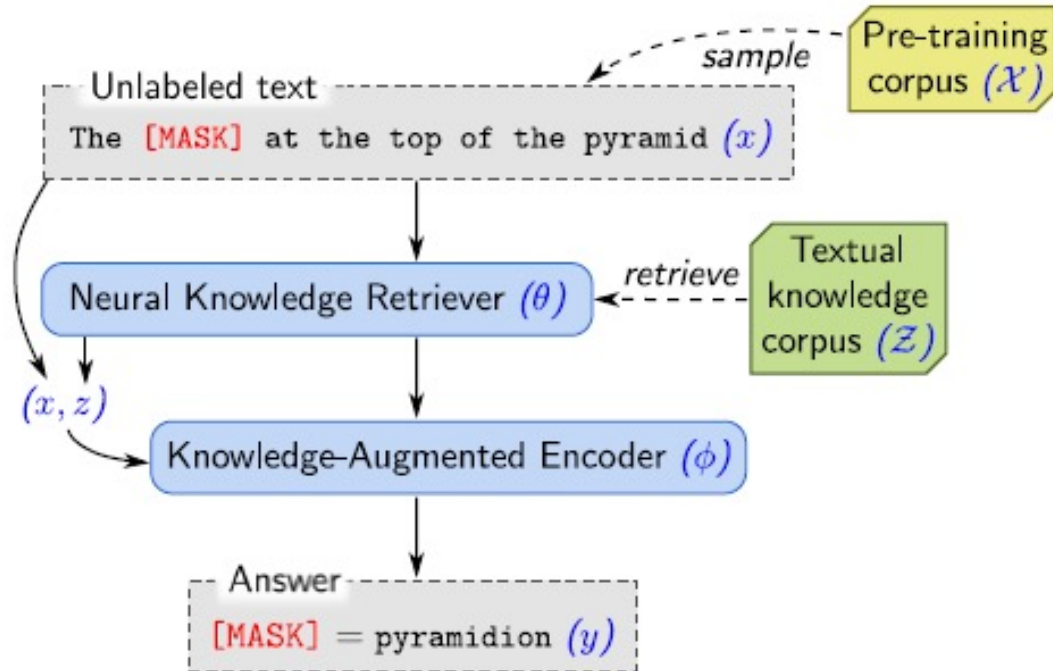 sample
Pre-training
corpus (𝒳)
Unlabeled text
The [MASK] at the top of the pyramid (x)
Neural Knowledge Retriever (θ)
retrieve
Textual
knowledge
corpus (𝒵)
(x, z)
Knowledge-Augmented Encoder (ϕ)
Answer
[MASK] = pyramidion (y)